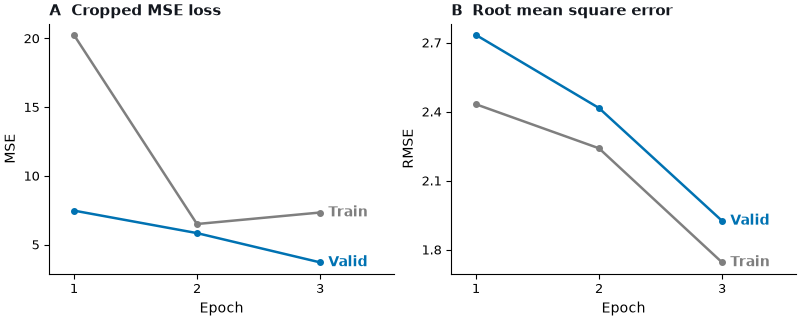 A  Cropped MSE loss
MSE
20
15
10
5
Train
Valid
1
2
3
Epoch
B  Root mean square error
RMSE
2.7
2.4
2.1
1.8
Valid
Train
1
2
3
Epoch